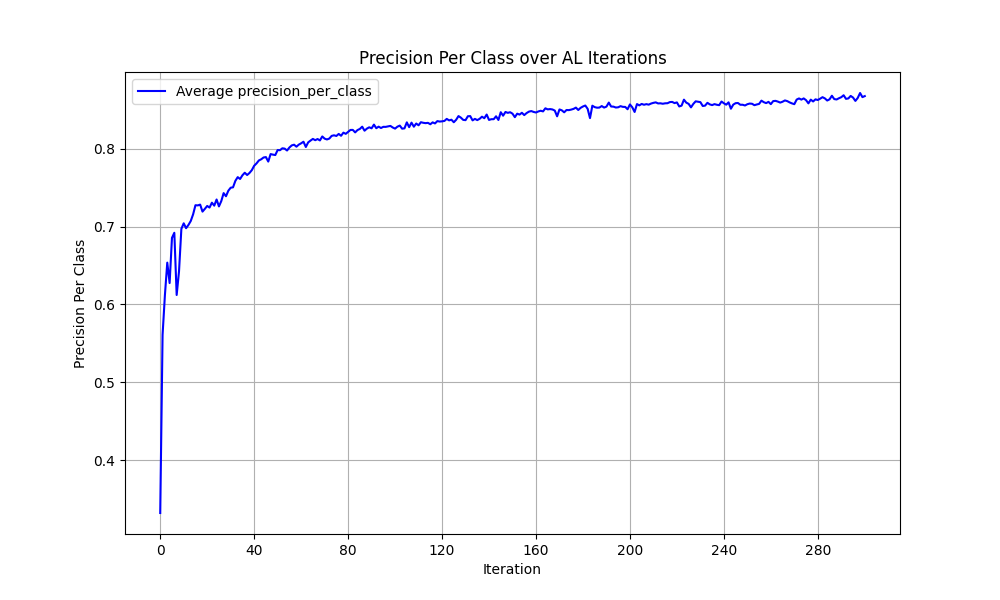 Precision Per Class over AL Iterations
Average precision_per_class
Precision Per Class
0.8
0.7
0.6
0.5
0.4
0 40 80 120 160 200 240 280
Iteration